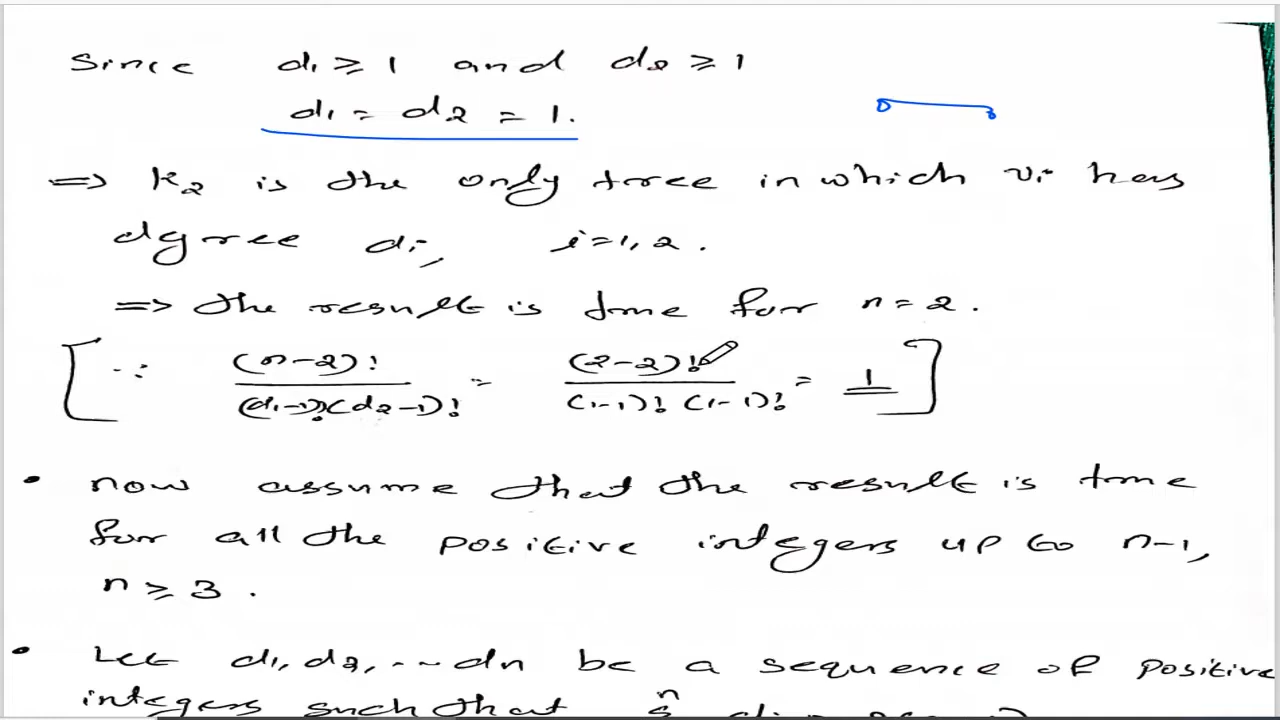 Since d₁ ≥ 1 and d₂ ≥ 1
d₁ = d₂ = 1.
⟹ K₂ is the only tree in which vᵢ has
dgree dᵢ, i=1,2.
⟹ the result is true for n = 2.
[∵ (n-2)! / (d₁-1)!(d₂-1)! = (2-2)! / (1-1)! (1-1)! = 1]
• now assume that the result is true
for all the positive integers up to n-1,
n ≥ 3.
• Let d₁, d₂, ... dn be a sequence of positive
integers such that